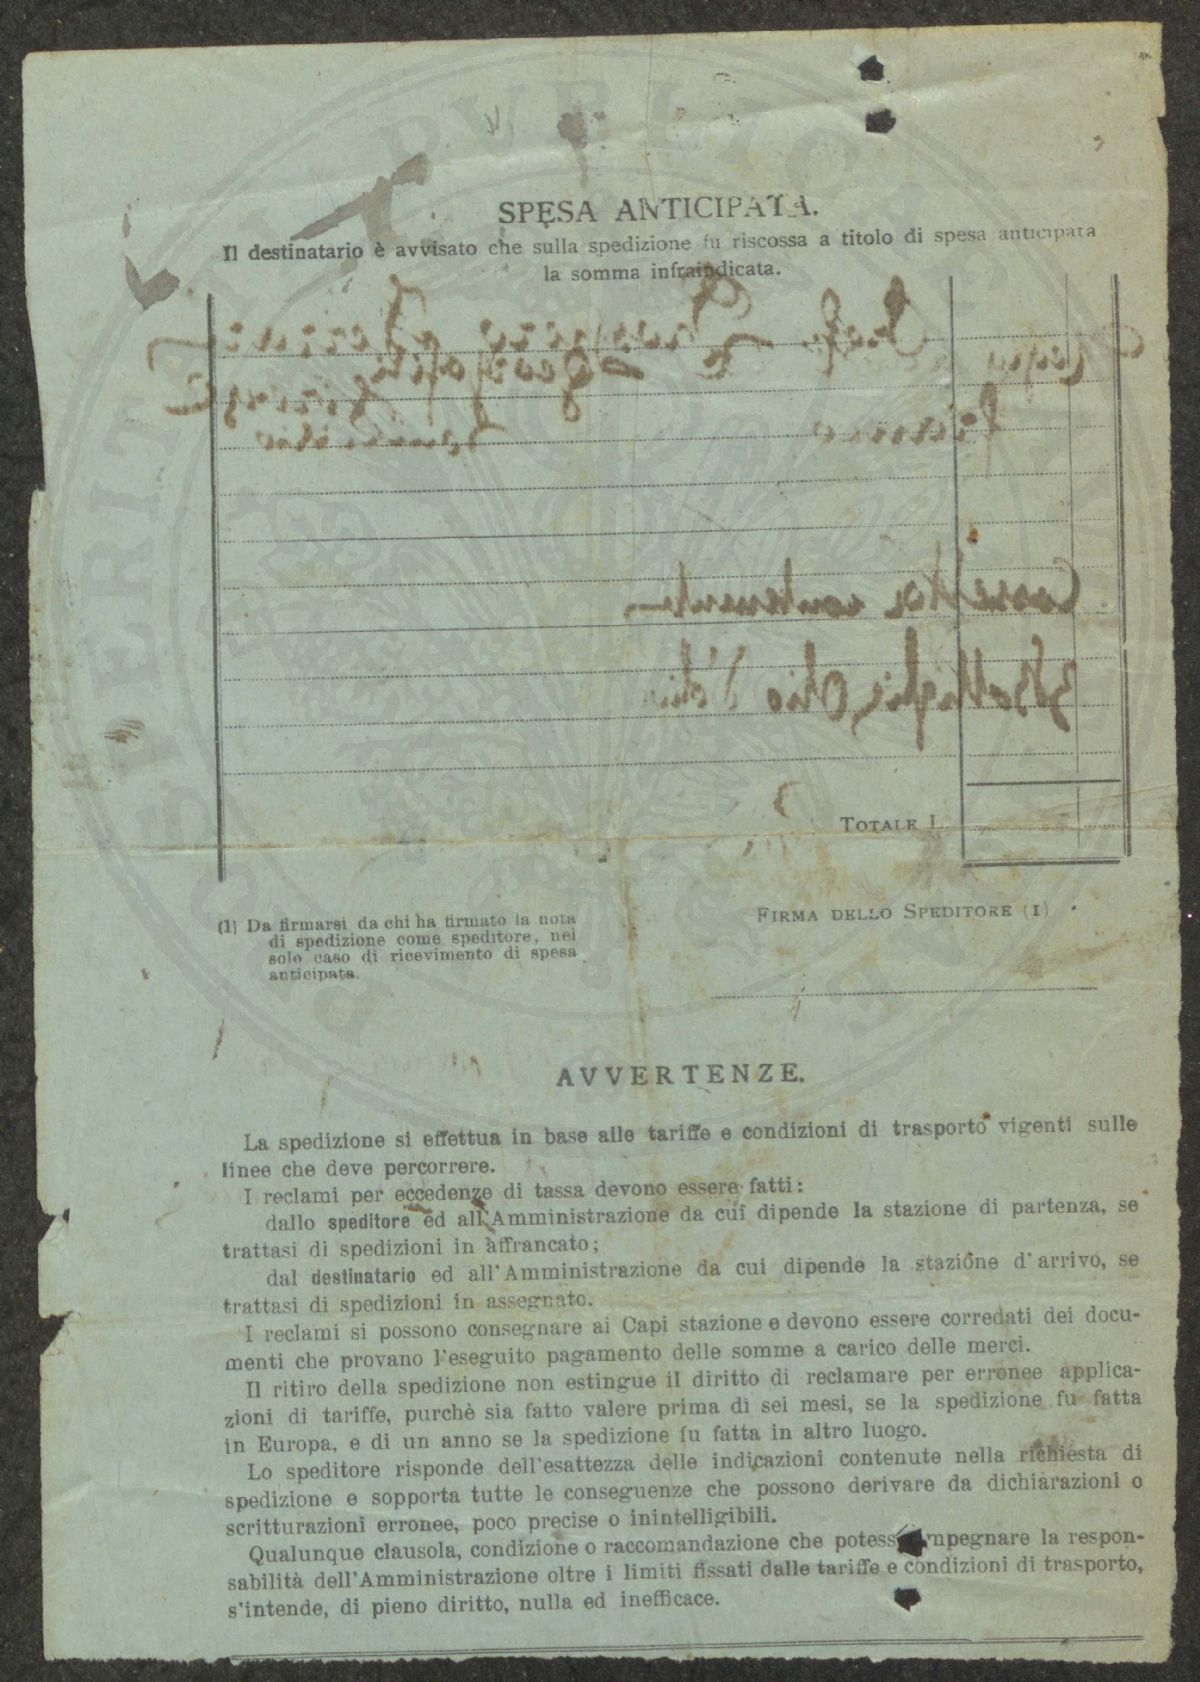 SPESA ANTICIPATA.
Il destinatario è avvisato che sulla spedizione fu riscossa a titolo di spesa anticipata
la somma infraindicata.
Cassetta contenente
3 Bottiglie Olio
TOTALE L.
FIRMA DELLO SPEDITORE (1)
(1) Da firmarsi da chi ha firmato la nota
di spedizione come speditore, nel
solo caso di ricevimento di spesa
anticipata.
AVVERTENZE.
La spedizione si effettua in base alle tariffe e condizioni di trasporto vigenti sulle
linee che deve percorrere.
I reclami per eccedenze di tassa devono essere fatti:
dallo speditore ed all'Amministrazione da cui dipende la stazione di partenza, se
trattasi di spedizioni in affrancato;
dal destinatario ed all'Amministrazione da cui dipende la stazione d'arrivo, se
trattasi di spedizioni in assegnato.
I reclami si possono consegnare ai Capi stazione e devono essere corredati dei docu-
menti che provano l'eseguito pagamento delle somme a carico delle merci.
Il ritiro della spedizione non estingue il diritto di reclamare per erronee applica-
zioni di tariffe, purchè sia fatto valere prima di sei mesi, se la spedizione fu fatta
in Europa, e di un anno se la spedizione fu fatta in altro luogo.
Lo speditore risponde dell'esattezza delle indicazioni contenute nella richiesta di
spedizione e sopporta tutte le conseguenze che possono derivare da dichiarazioni o
scritturazioni erronee, poco precise o inintelligibili.
Qualunque clausola, condizione o raccomandazione che potess mpegnare la respon-
sabilità dell'Amministrazione oltre i limiti fissati dalle tariffe e condizioni di trasporto,
s'intende, di pieno diritto, nulla ed inefficace.